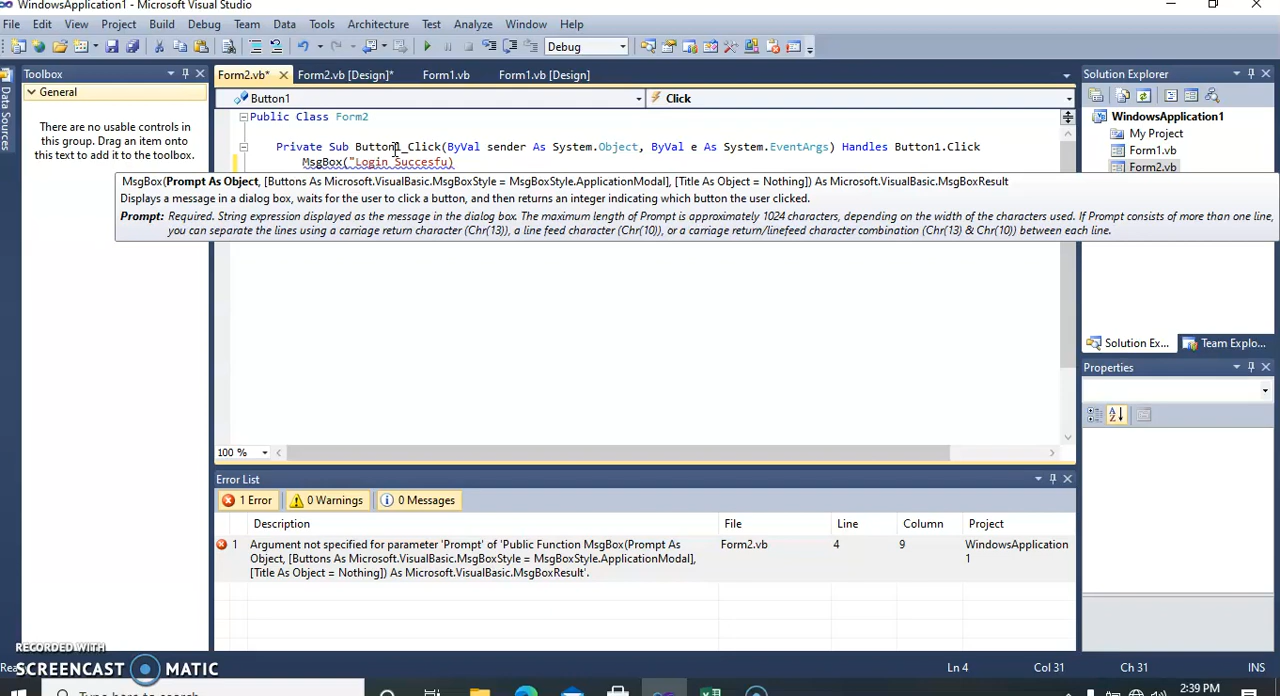 WindowsApplication1 - Microsoft Visual Studio
File Edit View Project Build Debug Team Data Tools Architecture Test Analyze Window Help
Debug
Toolbox
General
There are no usable controls in
this group. Drag an item onto
this text to add it to the toolbox.
Data Sources
Form2.vb* Form2.vb [Design]* Form1.vb Form1.vb [Design]
Button1 Click
Public Class Form2
Private Sub Button1_Click(ByVal sender As System.Object, ByVal e As System.EventArgs) Handles Button1.Click
MsgBox("Login Succesfu)
MsgBox(Prompt As Object, [Buttons As Microsoft.VisualBasic.MsgBoxStyle = MsgBoxStyle.ApplicationModal], [Title As Object = Nothing]) As Microsoft.VisualBasic.MsgBoxResult
Displays a message in a dialog box, waits for the user to click a button, and then returns an integer indicating which button the user clicked.
Prompt: Required. String expression displayed as the message in the dialog box. The maximum length of Prompt is approximately 1024 characters, depending on the width of the characters used. If Prompt consists of more than one line,
you can separate the lines using a carriage return character (Chr(13)), a line feed character (Chr(10)), or a carriage return/linefeed character combination (Chr(13) & Chr(10)) between each line.
100 %
Solution Explorer
WindowsApplication1
My Project
Form1.vb
Form2.vb
Solution Ex... Team Explo...
Properties
Error List
1 Error 0 Warnings 0 Messages
Description File Line Column Project
1 Argument not specified for parameter 'Prompt' of 'Public Function MsgBox(Prompt As Form2.vb 4 9 WindowsApplication
Object, [Buttons As Microsoft.VisualBasic.MsgBoxStyle = MsgBoxStyle.ApplicationModal], 1
[Title As Object = Nothing]) As Microsoft.VisualBasic.MsgBoxResult'.
RECORDED WITH
SCREENCAST MATIC
Ln 4 Col 31 Ch 31 INS
Type here to search
2:39 PM